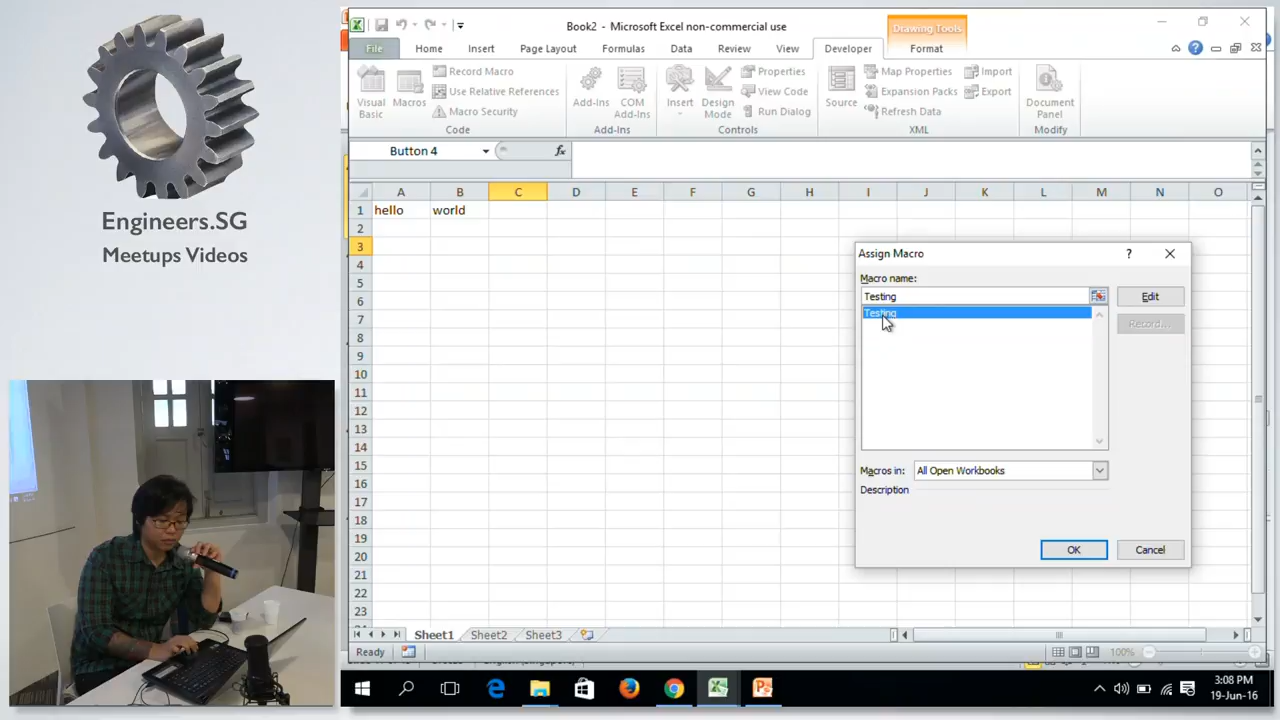 Engineers.SG
Meetups Videos
Book2 - Microsoft Excel non-commercial use
Drawing Tools
File
Home
Insert
Page Layout
Formulas
Data
Review
View
Developer
Format
Visual Basic
Macros
Record Macro
Use Relative References
Macro Security
Code
Add-Ins
COM Add-Ins
Add-Ins
Insert
Design Mode
Properties
View Code
Run Dialog
Controls
Source
Map Properties
Expansion Packs
Refresh Data
Import
Export
XML
Document Panel
Modify
Button 4
fx
A B C D E F G H I J K L M N O
1 hello world
2
3
4
5
6
7
8
9
10
11
12
13
14
15
16
17
18
19
20
21
22
23
Assign Macro
?
Macro name:
Testing
Edit
Testing
Record...
Macros in:
All Open Workbooks
Description
OK
Cancel
Sheet1
Sheet2
Sheet3
Ready
100%
3:08 PM
19-Jun-16